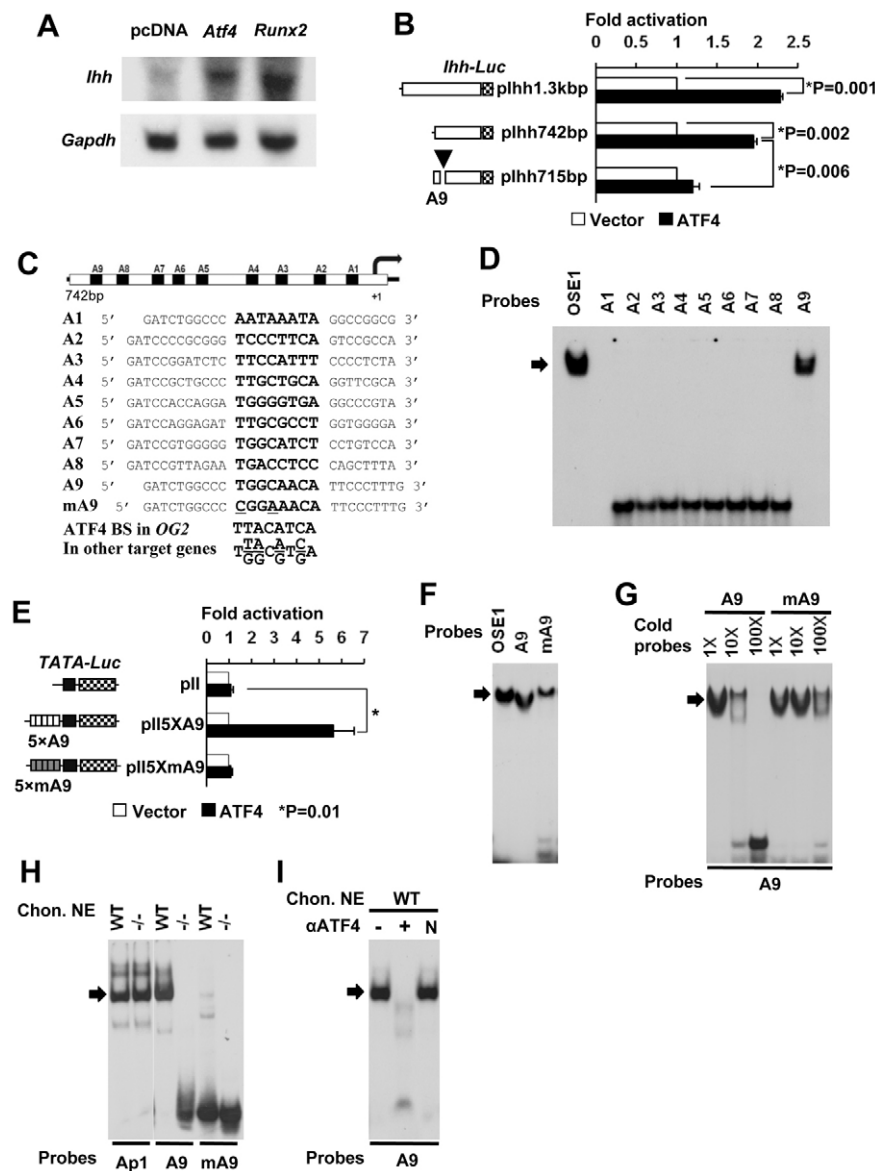 A
pcDNA Atf4 Runx2
Ihh
Gapdh
B
Fold activation
0 0.5 1 1.5 2 2.5
Ihh-Luc
pIhh1.3kbp
*P=0.001
pIhh742bp
*P=0.002
pIhh715bp
*P=0.006
A9
Vector ATF4
C
A9 A8 A7 A6 A5 A4 A3 A2 A1
742bp +1
A1 5′ GATCTGGCCC AATAAATA GGCCGGCG 3′
A2 5′ GATCCCCGCGGG TCCCTTCA GTCCGCCA 3′
A3 5′ GATCCGGATCTC TTCCATTT CCCCTCTA 3′
A4 5′ GATCCGCTGCCC TTGCTGCA GGTTCGCA 3′
A5 5′ GATCCACCAGGA TGGGGTGA GGCCCGTA 3′
A6 5′ GATCCAGGAGAT TTGCGCCT GGTGGGGA 3′
A7 5′ GATCCGTGGGGG TGGCATCT CCTGTCCA 3′
A8 5′ GATCCGTTAGAA TGACCTCC CAGCTTTA 3′
A9 5′ GATCTGGCCC TGGCAACA TTCCCTTTG 3′
mA9 5′ GATCTGGCCC CGGAAACA TTCCCTTTG 3′
ATF4 BS in OG2 TTACATCA
TA A C
In other target genes T C T A
GG G G
D
Probes OSE1 A1 A2 A3 A4 A5 A6 A7 A8 A9
E
Fold activation
0 1 2 3 4 5 6 7
TATA-Luc
pII
5×A9
pII5XA9
*
5×mA9
pII5XmA9
Vector ATF4 *P=0.01
F
Probes OSE1 A9 mA9
G
A9 mA9
Cold probes 1X 10X 100X 1X 10X 100X
Probes A9
H
Chon. NE WT -/- WT -/- WT -/-
Probes Ap1 A9 mA9
I
Chon. NE WT
αATF4 - + N
Probes A9